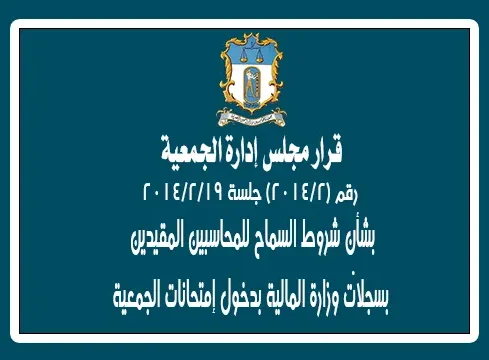 قرار مجلس إدارة الجمعية
رقم (٢٠١٤/٢) جلسة ٢٠١٤/٢/١٩
بشأن شروط السماح للمحاسبين المقيدين
بسجلات وزارة المالية بدخول إمتحانات الجمعية